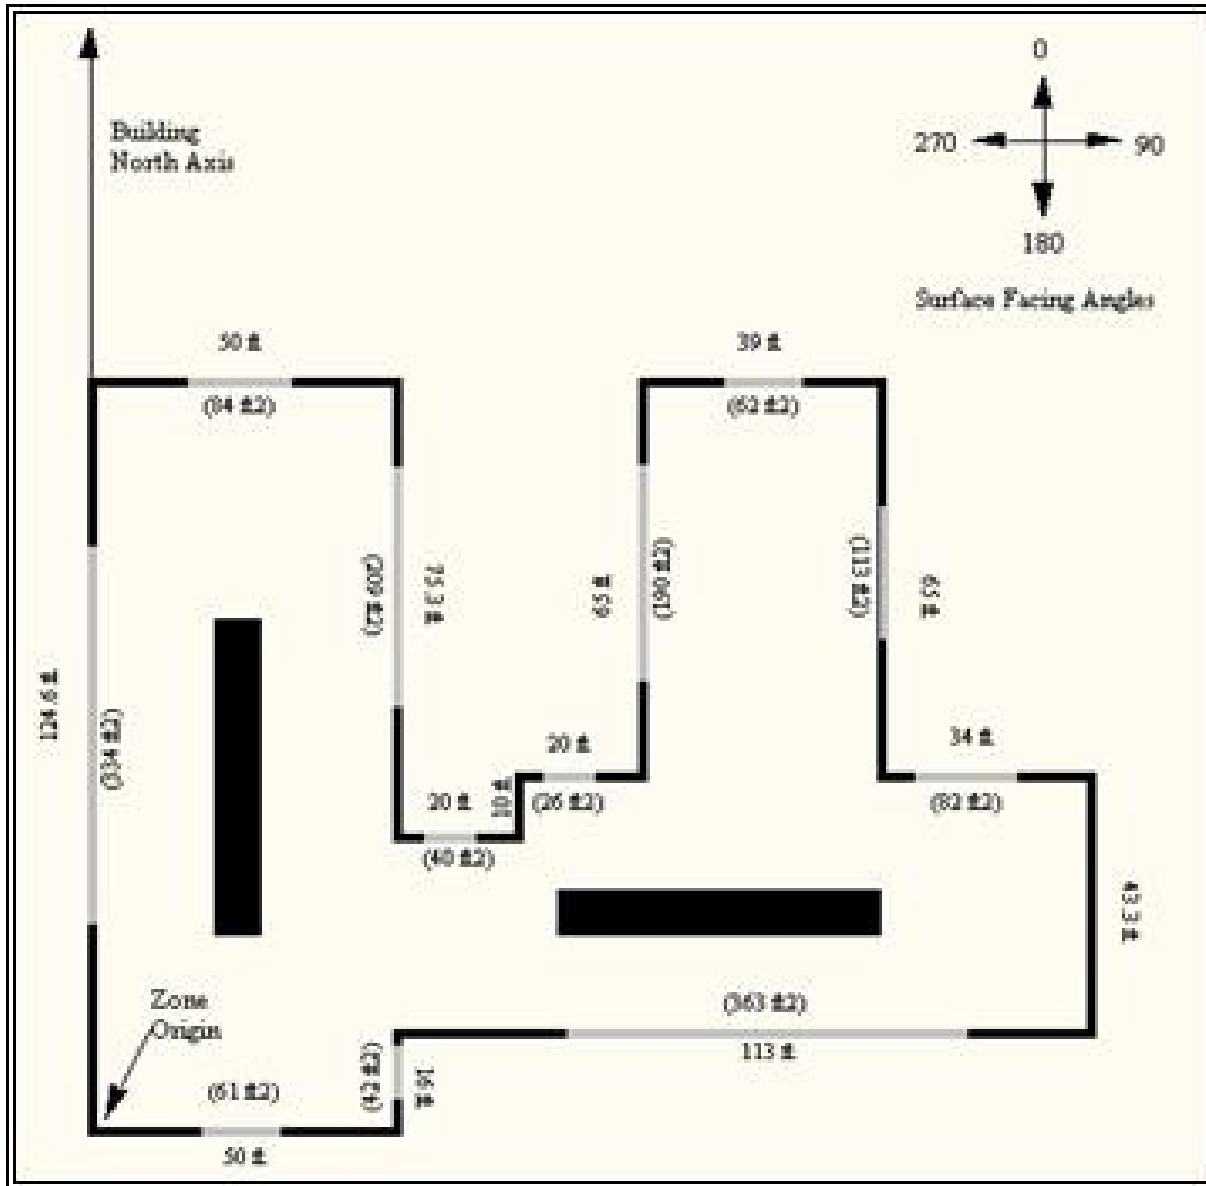 0
270
90
180
Surface Facing Angles
Building
North Axis
50 ft
(84 ft2)
39 ft
(62 ft2)
124.6 ft
(334 ft2)
(209 ft2)
75.3 ft
65 ft
(113 ft2)
65 ft
20 ft
(40 ft2)
10 ft
20 ft
(26 ft2)
34 ft
(82 ft2)
43.3 ft
(363 ft2)
113 ft
(42 ft2)
16 ft
Zone
Origin
(61 ft2)
50 ft